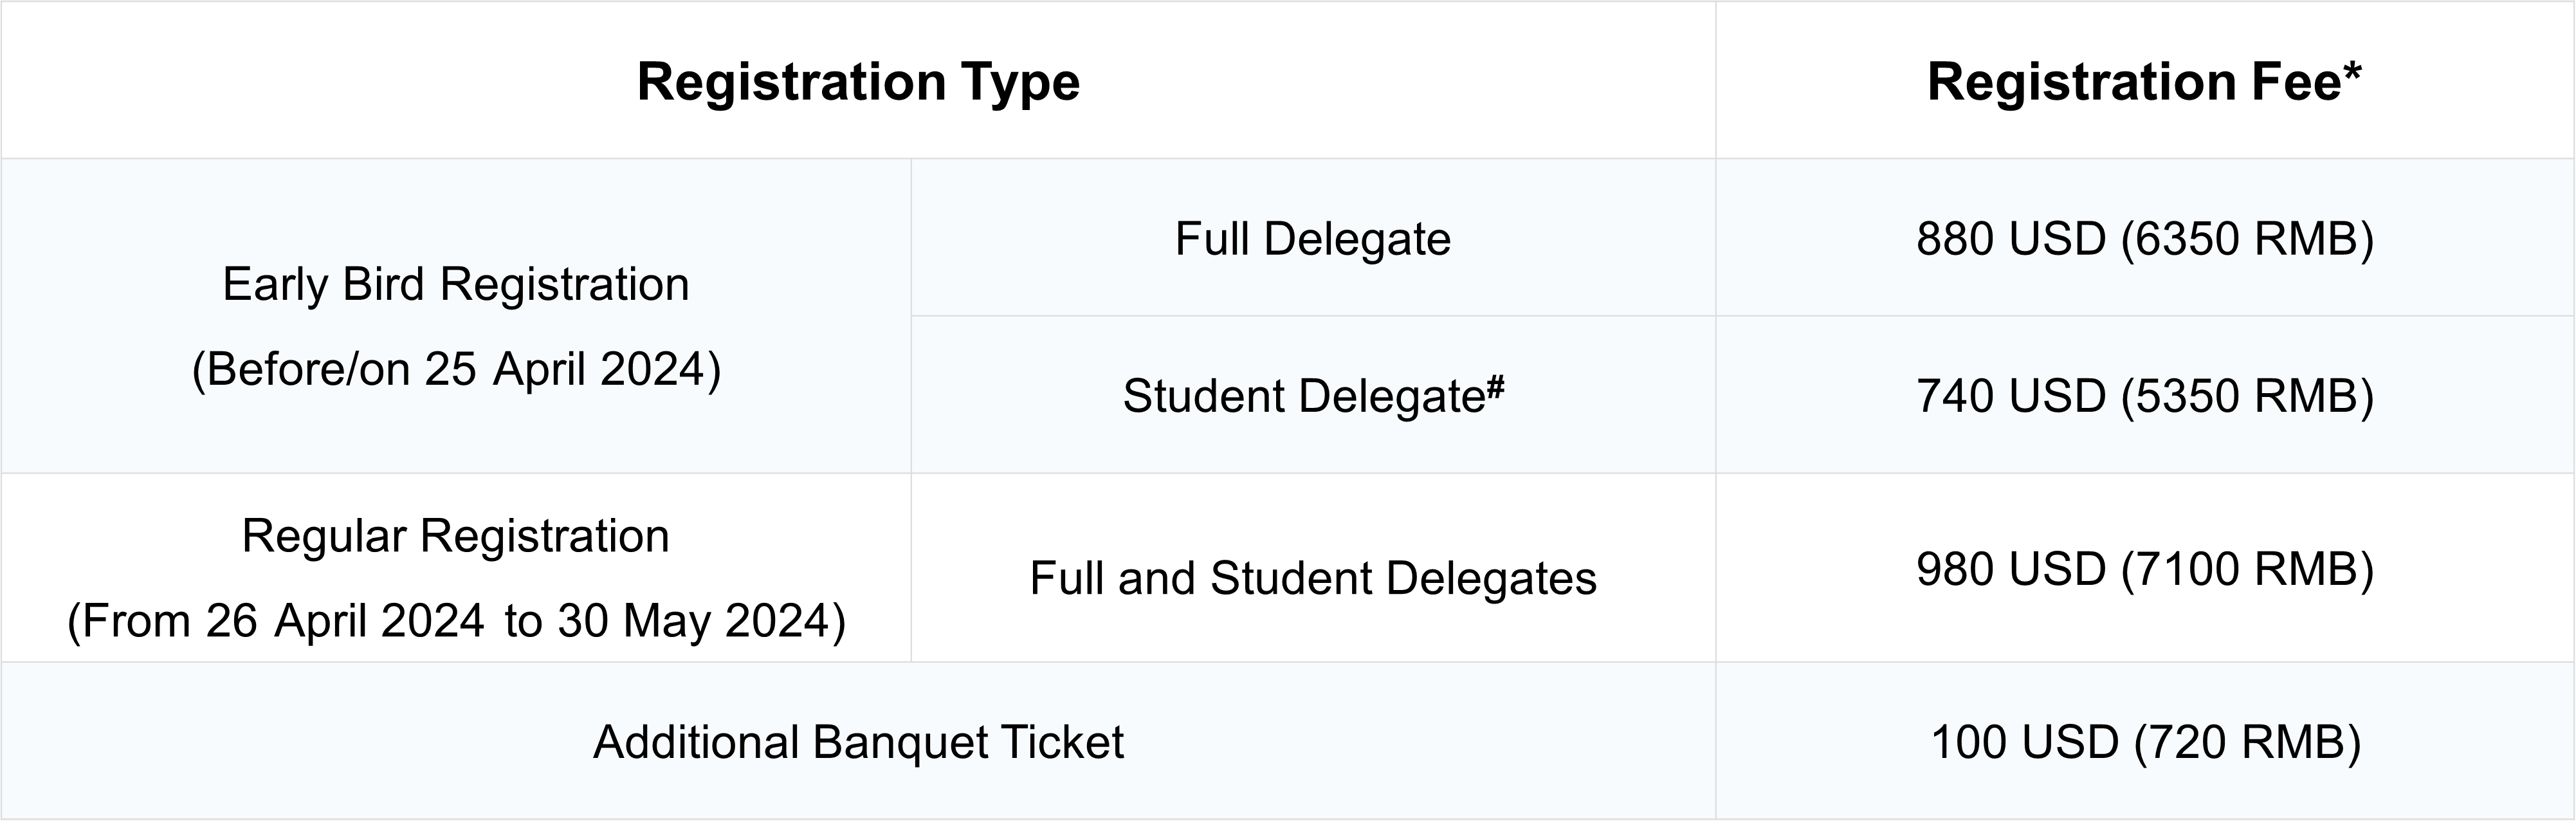 Registration Type
Registration Fee*
Early Bird Registration
(Before/on 25 April 2024)
Full Delegate
880 USD (6350 RMB)
Student Delegate#
740 USD (5350 RMB)
Regular Registration
(From 26 April 2024 to 30 May 2024)
Full and Student Delegates
980 USD (7100 RMB)
Additional Banquet Ticket
100 USD (720 RMB)